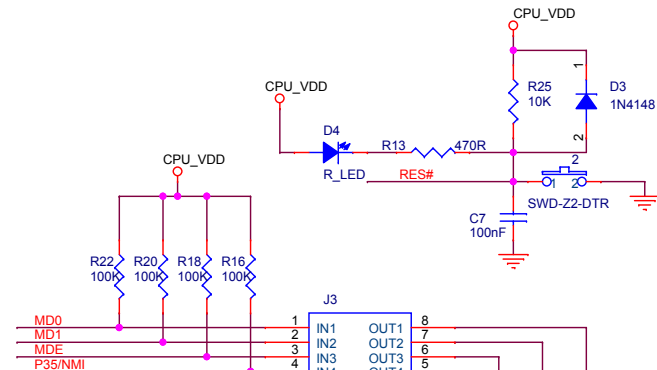 CPU_VDD
CPU_VDD
1
R25
10K
D3
1N4148
2
D4
R13
470R
R_LED
RES#
2
1
2
SWD-Z2-DTR
C7
100nF
CPU_VDD
R22
100K
R20
100K
R18
100K
R16
100K
J3
MD0
1
IN1
OUT1
8
MD1
2
IN2
OUT2
7
MDE
3
IN3
OUT3
6
P35/NMI
4
5